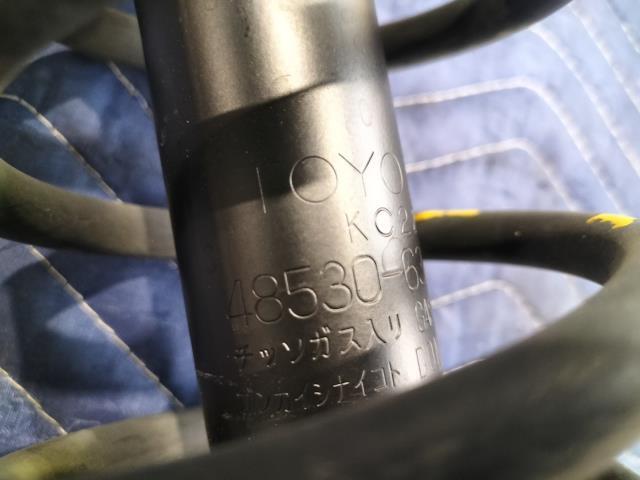 TOYO
KC2
48530-6
チッソガス入リ GA
ブンカイシナイコト